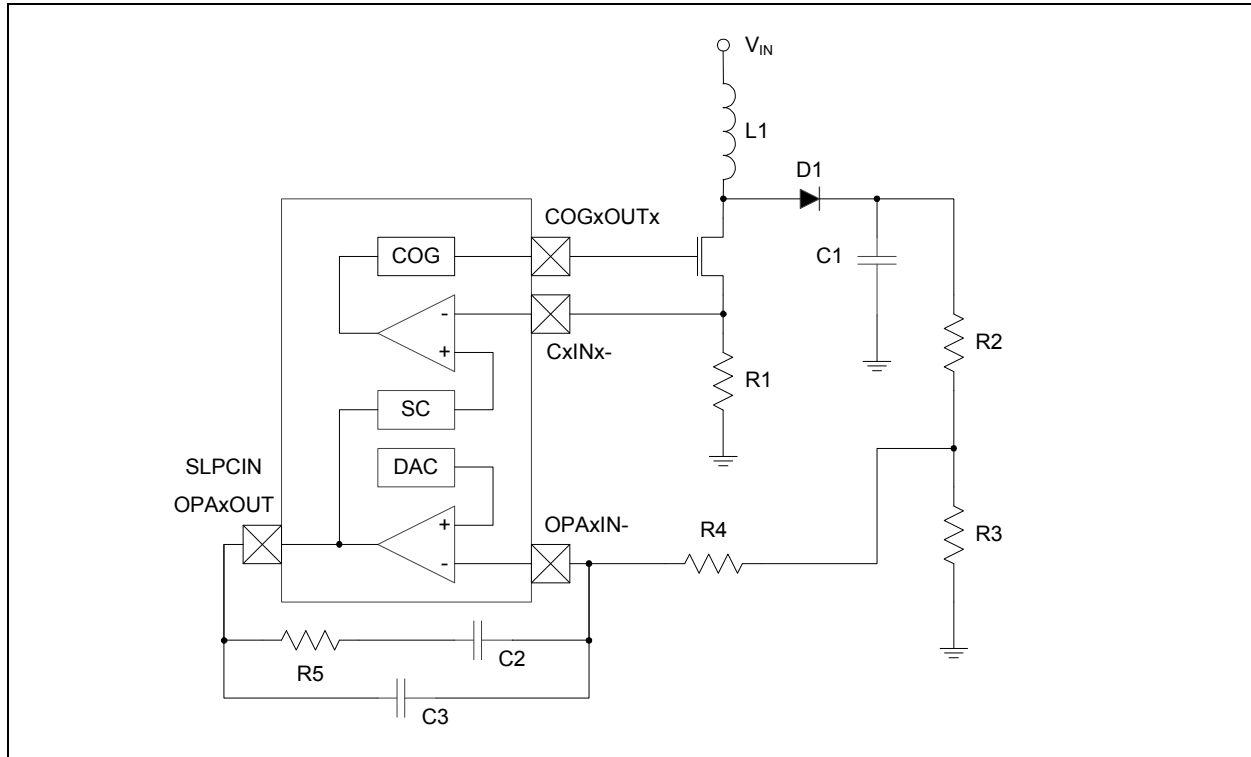 VIN
L1
D1
COGxOUTx
COG
C1
-
+
CxINx-
R2
R1
SC
SLPCIN
DAC
OPAxOUT
+
-
OPAxIN-
R4
R3
R5
C2
C3